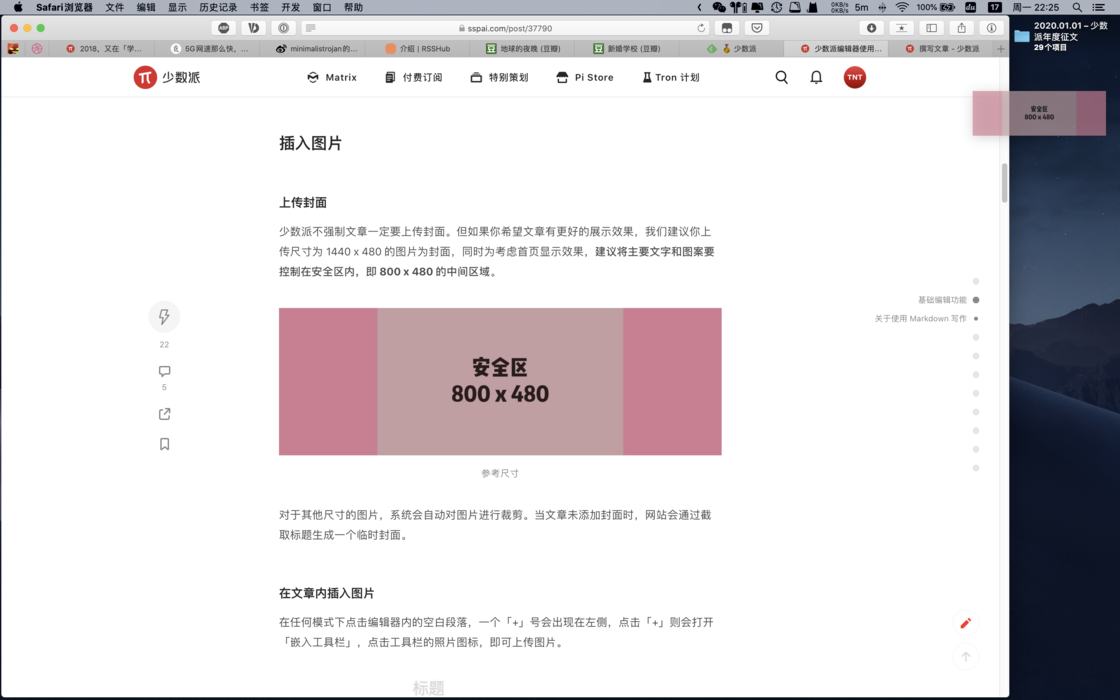 Safari浏览器 文件 编辑 显示 历史记录 书签 开发 窗口 帮助
0KB/s
0KB/s
5m
100%
17
周一 22:25
sspai.com/post/37790
ABP
2018，又在「学...
5G网速那么快，...
minimalistrojan的...
介紹 | RSSHub
地球的夜晚 (豆瓣)
新婚学校 (豆瓣)
少数派
少数派编辑器使用...
撰写文章 - 少数派
2020.01.01 – 少数
派年度征文
29个项目
少数派
Matrix
付费订阅
特别策划
Pi Store
Tron 计划
TNT
安全区
800 x 480
插入图片
上传封面
少数派不强制文章一定要上传封面。但如果你希望文章有更好的展示效果，我们建议你上
传尺寸为 1440 x 480 的图片为封面，同时为考虑首页显示效果，建议将主要文字和图案要
控制在安全区内，即 800 x 480 的中间区域。
基础编辑功能
关于使用 Markdown 写作
22
5
安全区
800 x 480
参考尺寸
对于其他尺寸的图片，系统会自动对图片进行裁剪。当文章未添加封面时，网站会通过截
取标题生成一个临时封面。
在文章内插入图片
在任何模式下点击编辑器内的空白段落，一个「+」号会出现在左侧，点击「+」则会打开
「嵌入工具栏」，点击工具栏的照片图标，即可上传图片。
标题